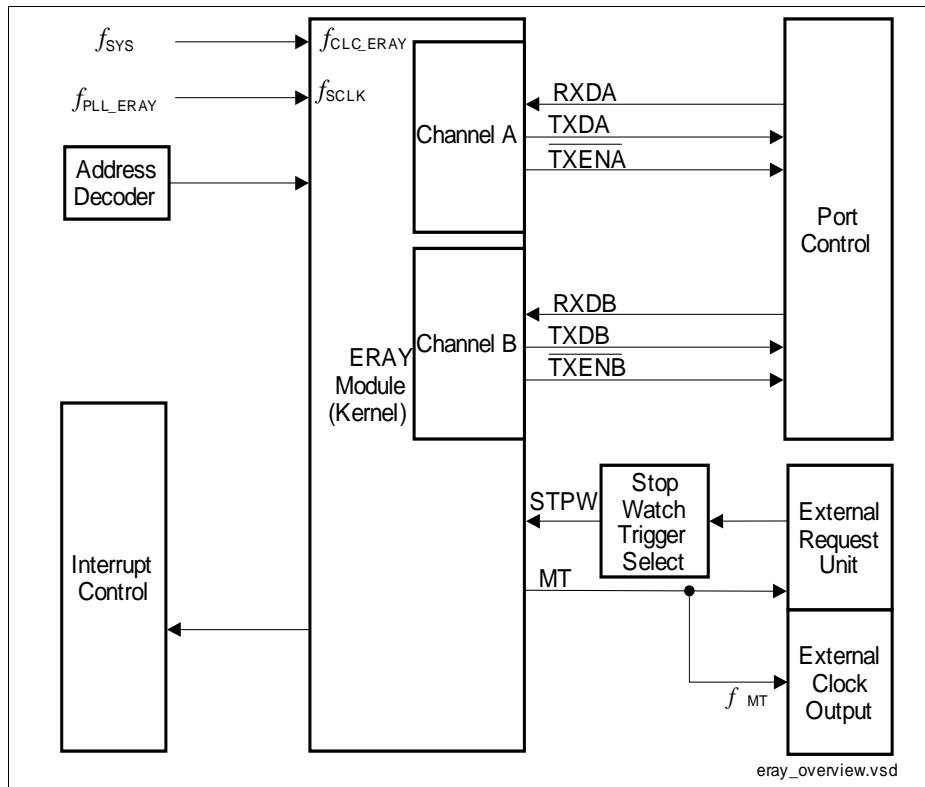 fSYS
fCLC_ERAY
fPLL_ERAY
fSCLK
Address
Decoder
Channel A
RXDA
TXDA
TXENA
Port
Control
Channel B
RXDB
TXDB
TXENB
ERAY
Module
(Kernel)
Interrupt
Control
STPW
Stop
Watch
Trigger
Select
External
Request
Unit
MT
External
Clock
Output
f MT
eray_overview.vsd